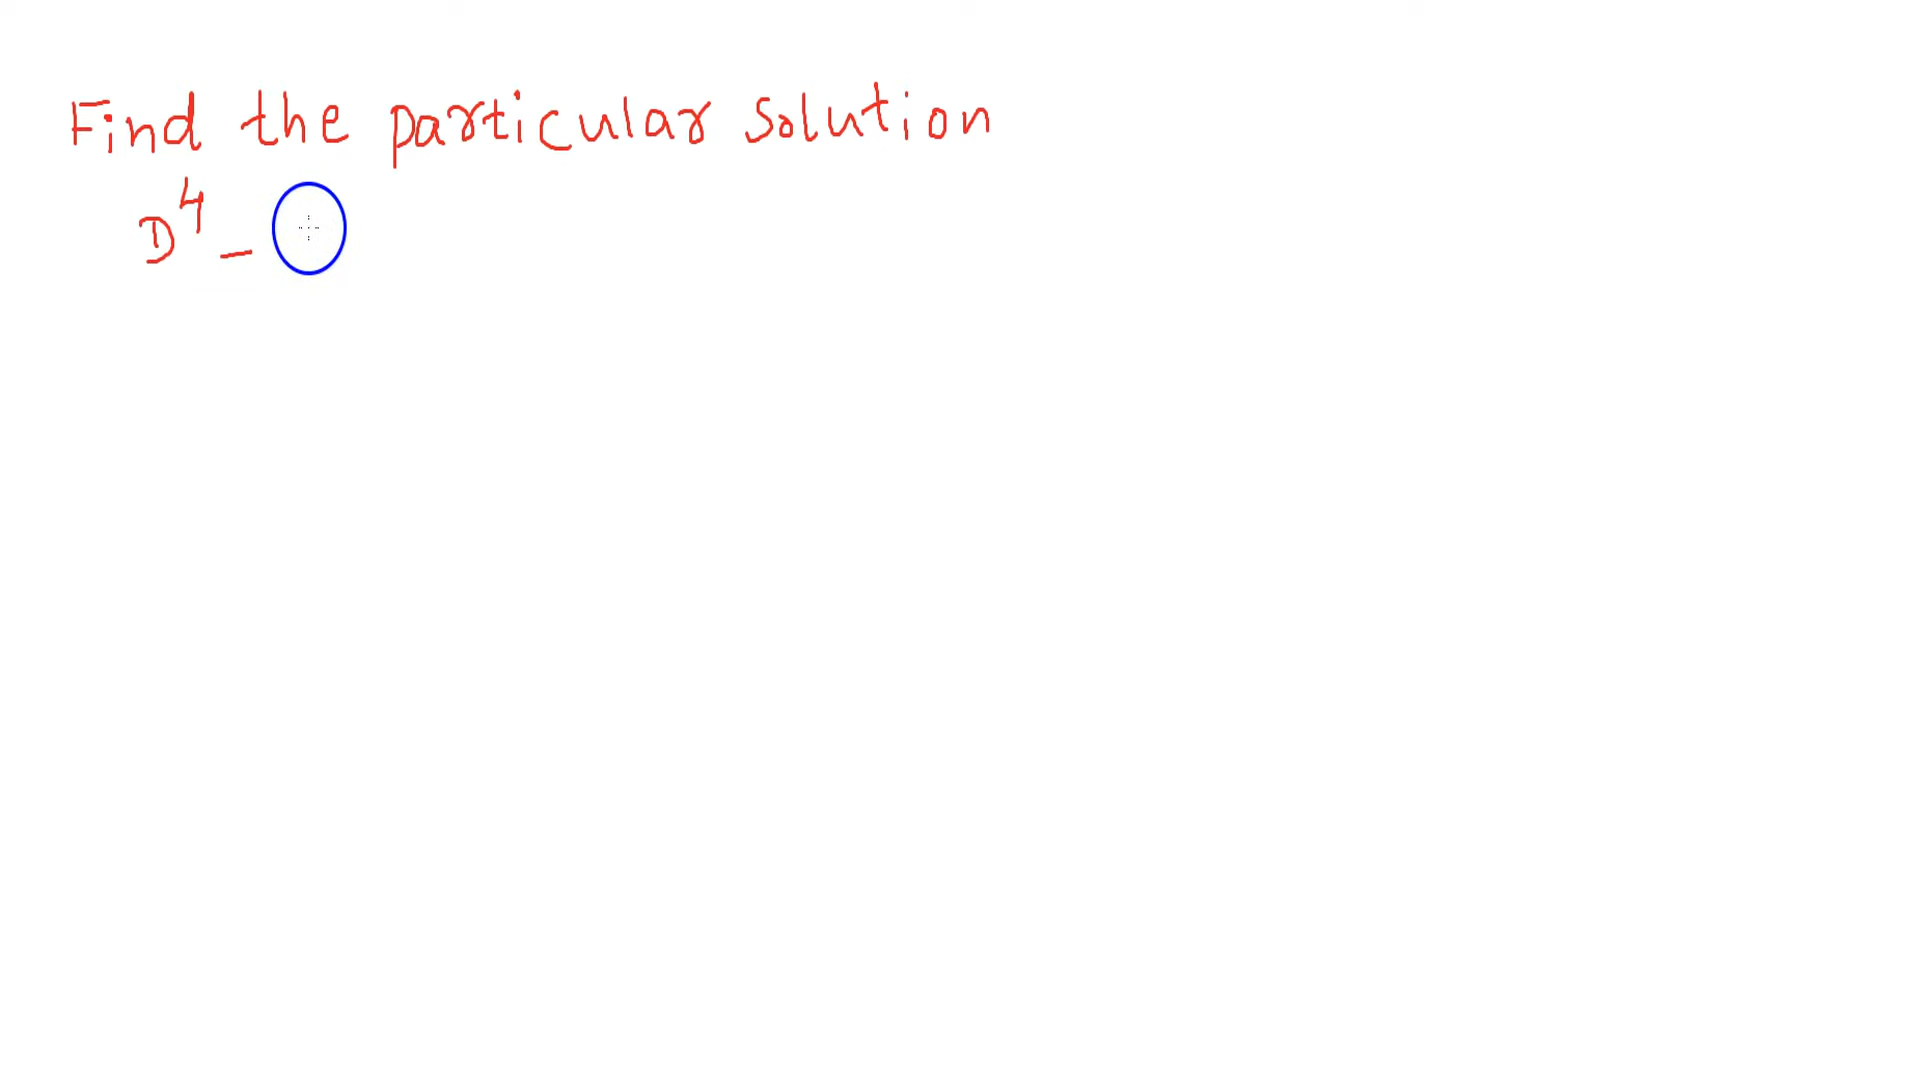 Find the particular solution
D⁴ –